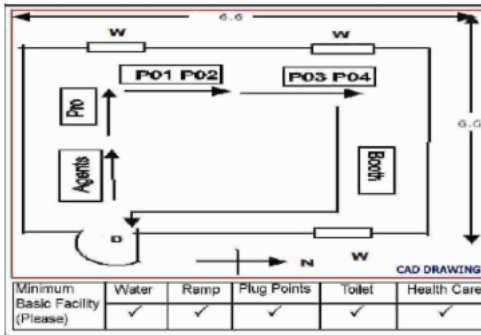 6.6
W
W
P01 P02
P03 P04
Pro
6.6
Agents
Booth
D
N
W
CAD DRAWING
Minimum Basic Facility (Please)
Water
Ramp
Plug Points
Toilet
Health Care
✓ ✓ ✓ ✓ ✓